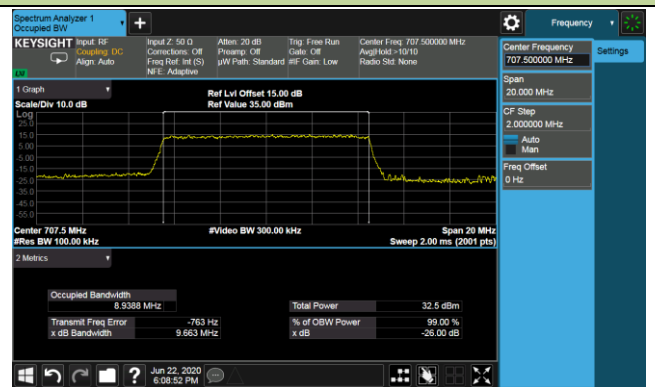 Spectrum Analyzer 1
Occupied BW
+
Frequency
KEYSIGHT
Input: RF
Coupling: DC
Align: Auto
Input Z: 50 Ω
Corrections: Off
Freq Ref: Int (S)
NFE: Adaptive
Atten: 20 dB
Preamp: Off
µW Path: Standard
Trig: Free Run
Gate: Off
#IF Gain: Low
Center Freq: 707.500000 MHz
Avg|Hold:>10/10
Radio Std: None
Center Frequency
707.500000 MHz
Settings
Span
20.000 MHz
CF Step
2.000000 MHz
Auto
Man
Freq Offset
0 Hz
1 Graph
Scale/Div 10.0 dB
Ref Lvl Offset 15.00 dB
Ref Value 35.00 dBm
Log
25.0
15.0
5.00
-5.00
-15.0
-25.0
-35.0
-45.0
-55.0
Center 707.5 MHz
#Res BW 100.00 kHz
#Video BW 300.00 kHz
Span 20 MHz
Sweep 2.00 ms (2001 pts)
2 Metrics
Occupied Bandwidth
8.9388 MHz
Total Power 32.5 dBm
Transmit Freq Error -763 Hz
% of OBW Power 99.00 %
x dB Bandwidth 9.663 MHz
x dB -26.00 dB
?
Jun 22, 2020
6:08:52 PM